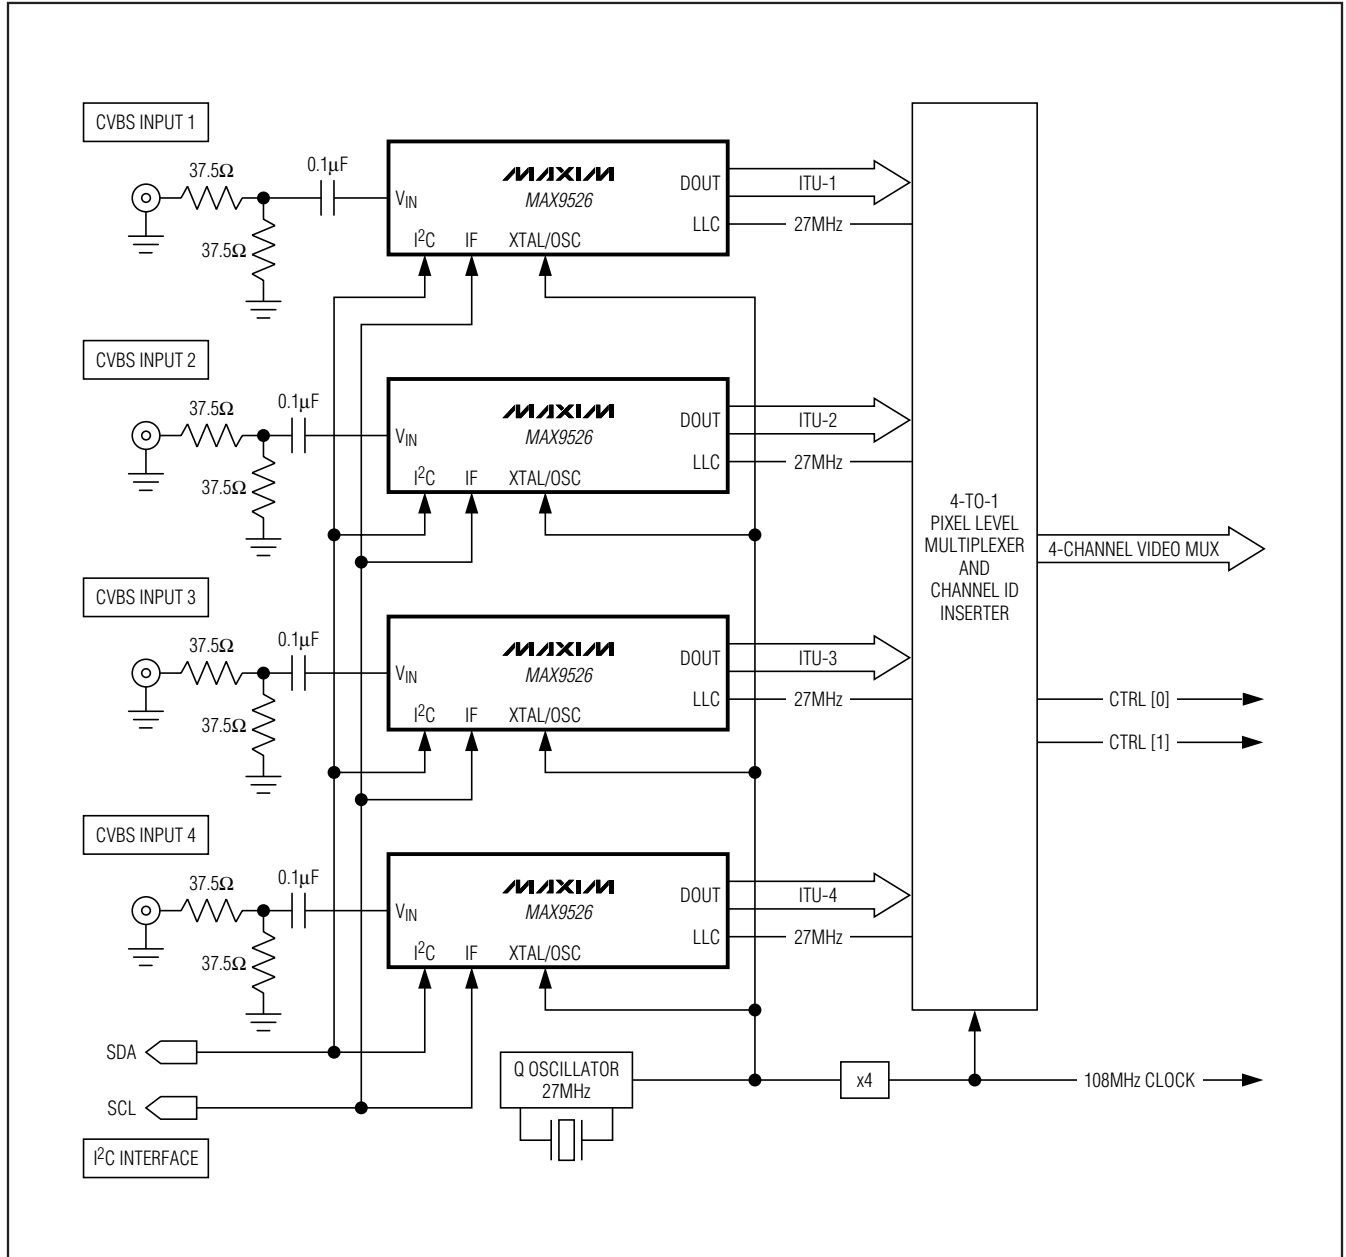 CVBS INPUT 1
37.5Ω
0.1μF
37.5Ω
VIN
MAXIM
MAX9526
DOUT
LLC
I2C IF XTAL/OSC
ITU-1
27MHz
CVBS INPUT 2
37.5Ω
0.1μF
37.5Ω
VIN
MAXIM
MAX9526
DOUT
LLC
I2C IF XTAL/OSC
ITU-2
27MHz
CVBS INPUT 3
37.5Ω
0.1μF
37.5Ω
VIN
MAXIM
MAX9526
DOUT
LLC
I2C IF XTAL/OSC
ITU-3
27MHz
CVBS INPUT 4
37.5Ω
0.1μF
37.5Ω
VIN
MAXIM
MAX9526
DOUT
LLC
I2C IF XTAL/OSC
ITU-4
27MHz
4-TO-1
PIXEL LEVEL
MULTIPLEXER
AND
CHANNEL ID
INSERTER
4-CHANNEL VIDEO MUX
CTRL [0]
CTRL [1]
SDA
SCL
I2C INTERFACE
Q OSCILLATOR
27MHz
x4
108MHz CLOCK